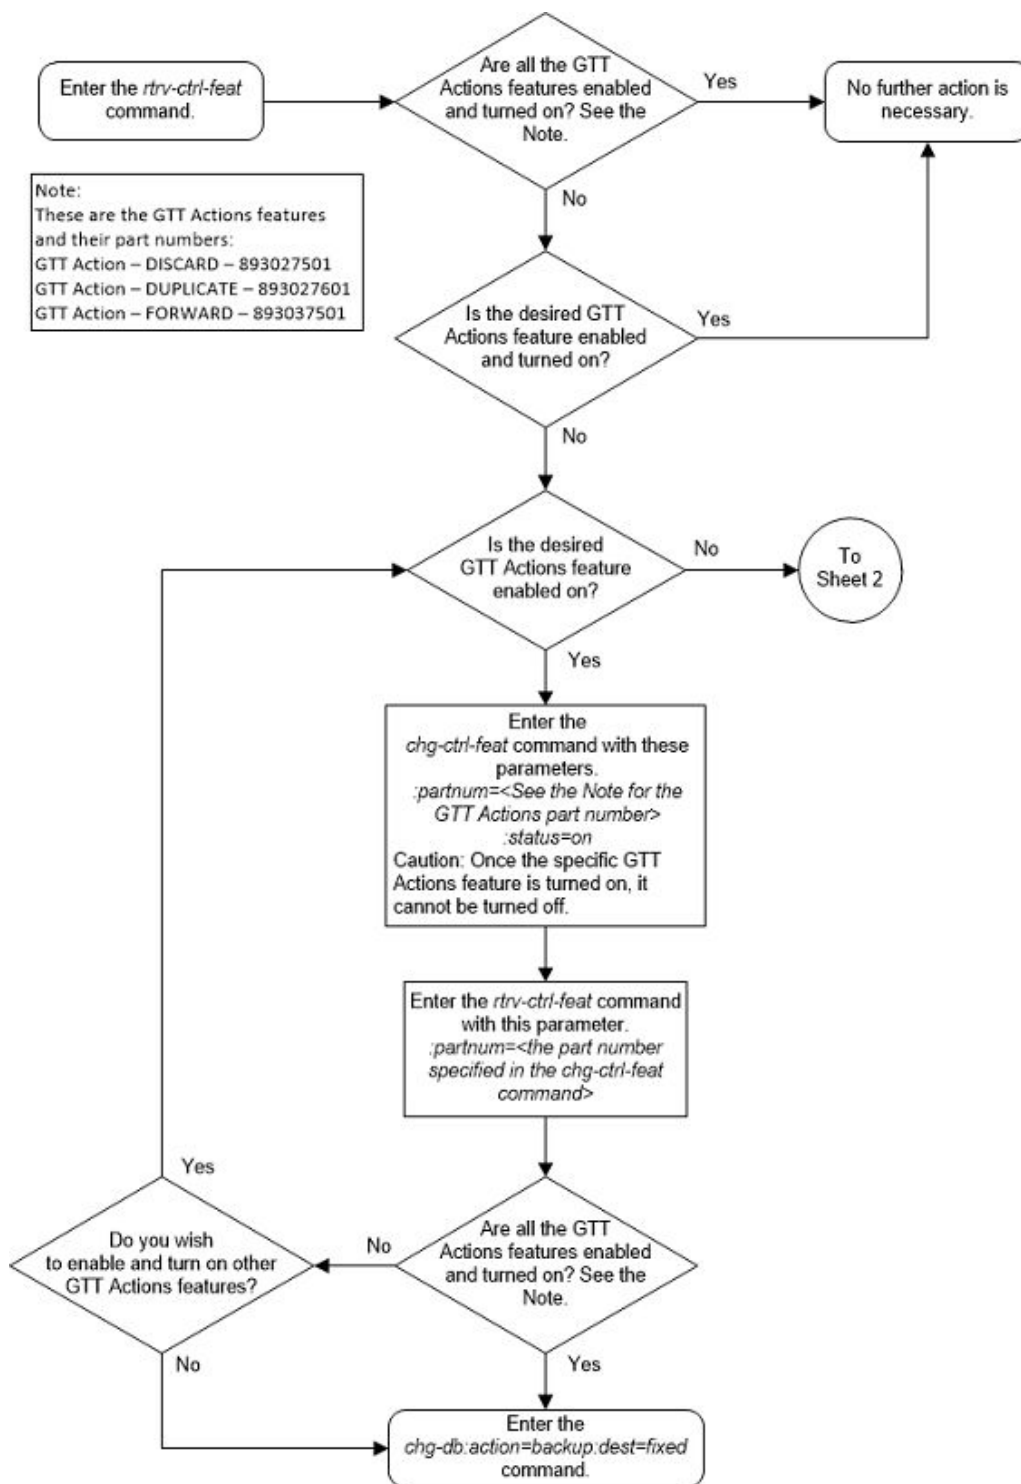 Enter the rtrv-ctrl-feat
command.
Are all the GTT
Actions features enabled
and turned on? See the
Note.
Yes
No further action is
necessary.
No
Note:
These are the GTT Actions features
and their part numbers:
GTT Action – DISCARD – 893027501
GTT Action – DUPLICATE – 893027601
GTT Action – FORWARD – 893037501
Is the desired GTT
Actions feature enabled
and turned on?
Yes
No
Is the desired
GTT Actions feature
enabled on?
No
To
Sheet 2
Yes
Enter the
chg-ctrl-feat command with these
parameters.
:partnum=<See the Note for the
GTT Actions part number>
:status=on
Caution: Once the specific GTT
Actions feature is turned on, it
cannot be turned off.
Enter the rtrv-ctrl-feat command
with this parameter.
:partnum=<the part number
specified in the chg-ctrl-feat
command>
Are all the GTT
Actions features enabled
and turned on? See the
Note.
No
Do you wish
to enable and turn on other
GTT Actions features?
Yes
No
Yes
Enter the
chg-db:action=backup:dest=fixed
command.